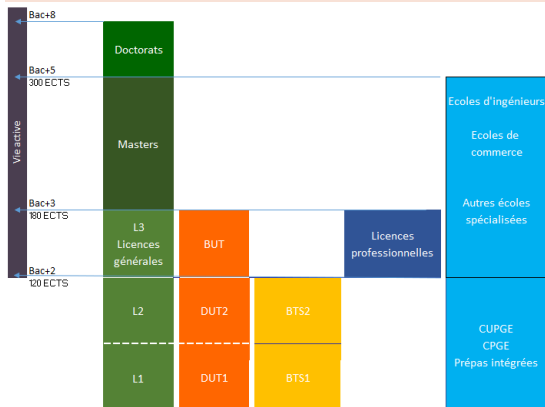 Bac+8
Doctorats
Bac+5
300 ECTS
Ecoles d'ingénieurs
Vie active
Masters
Ecoles de
commerce
Autres écoles
spécialisées
Bac+3
180 ECTS
L3
Licences
générales
BUT
Licences
professionnelles
Bac+2
120 ECTS
L2
DUT2
BTS2
CUPGE
CPGE
Prépas intégrées
L1
DUT1
BTS1